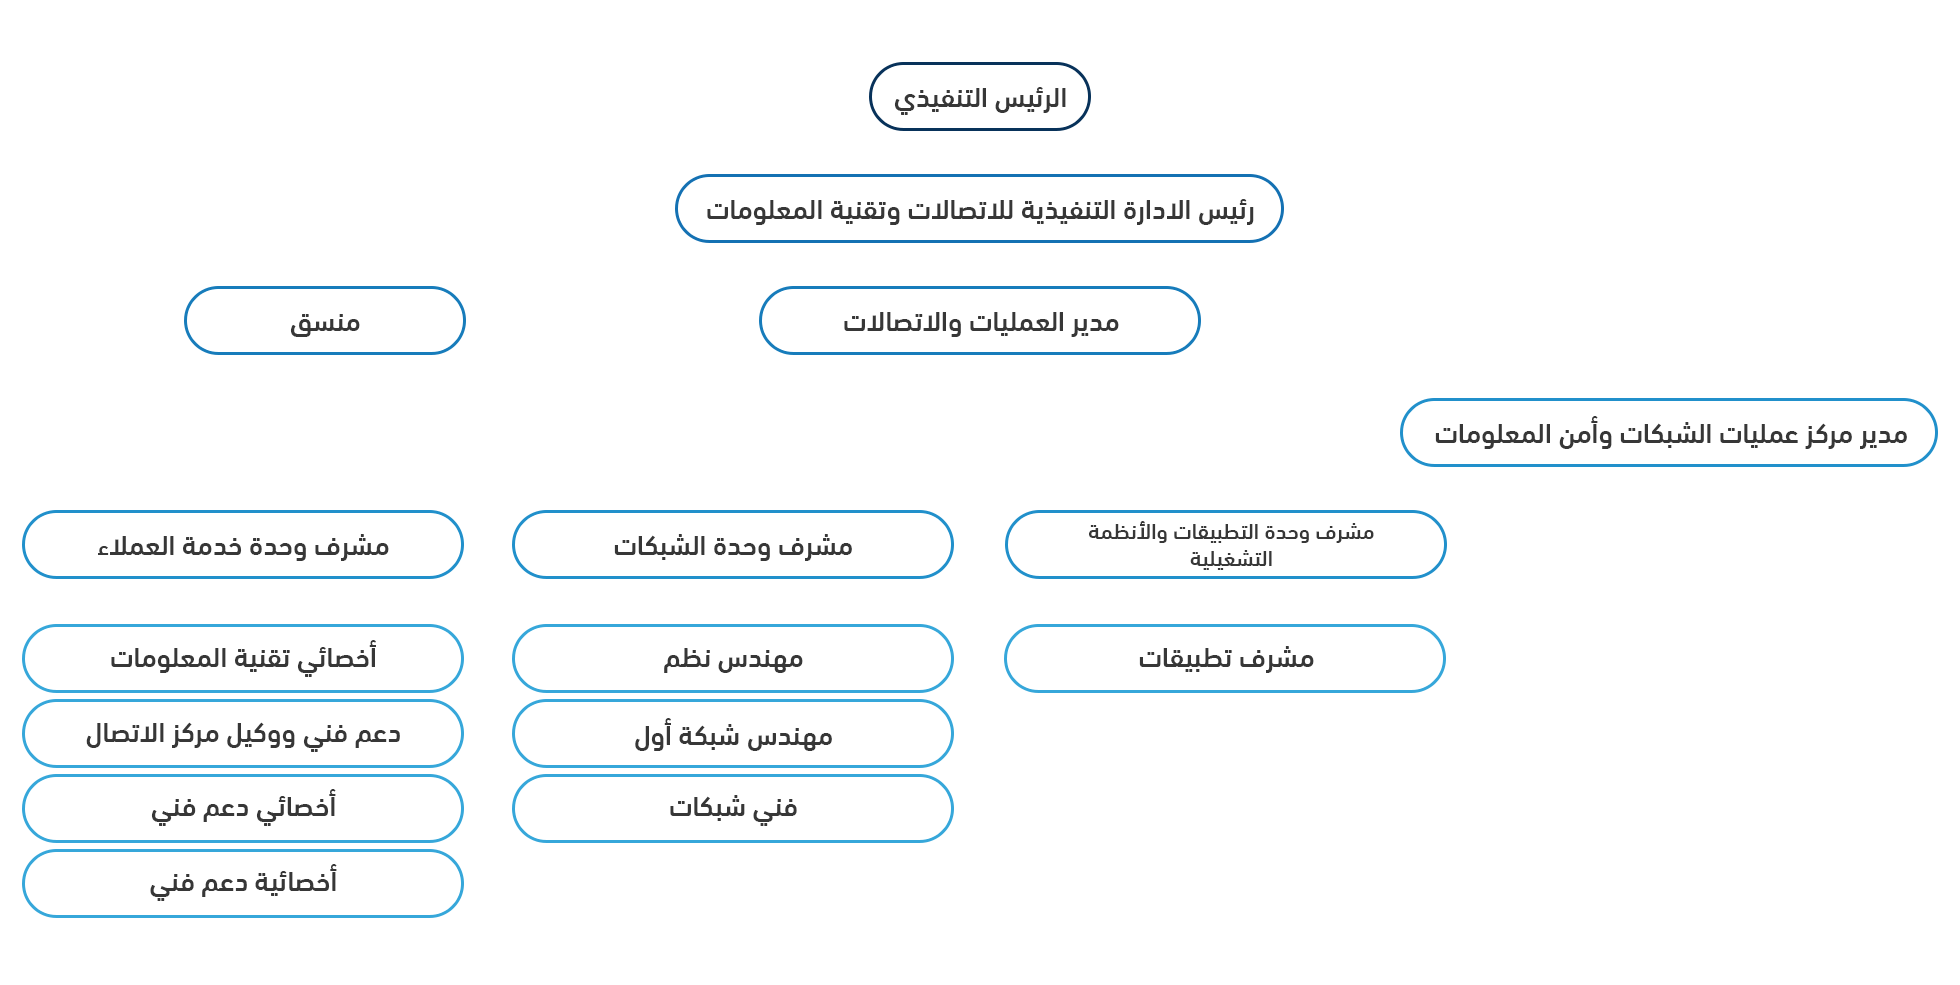 الرئيس التنفيذي
رئيس الادارة التنفيذية للاتصالات وتقنية المعلومات
مدير العمليات والاتصالات
منسق
مدير مركز عمليات الشبكات وأمن المعلومات
مشرف وحدة التطبيقات والأنظمة
التشغيلية
مشرف وحدة الشبكات
مشرف وحدة خدمة العملاء
مشرف تطبيقات
مهندس نظم
أخصائي تقنية المعلومات
مهندس شبكة أول
دعم فني ووكيل مركز الاتصال
فني شبكات
أخصائي دعم فني
أخصائية دعم فني